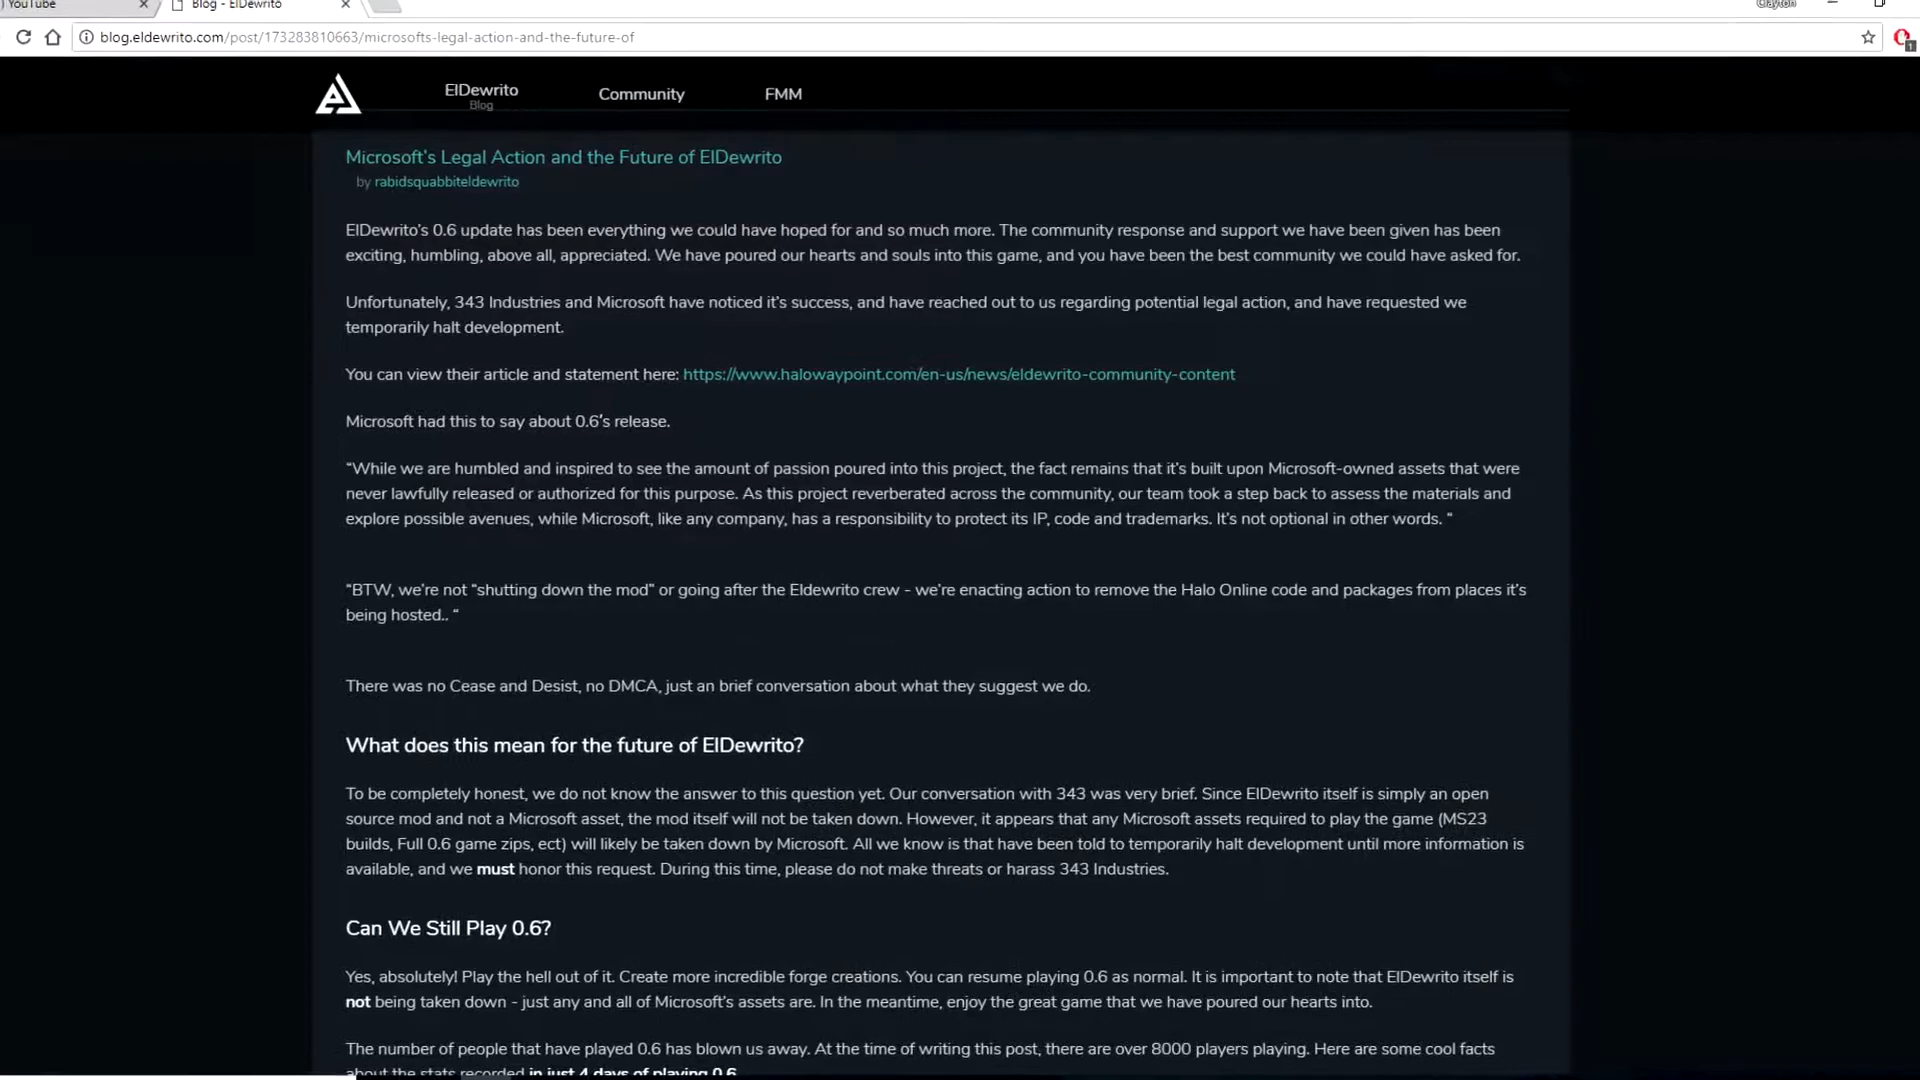 YouTube
Blog - ElDewrito
Clayton
blog.eldewrito.com/post/173283810663/microsofts-legal-action-and-the-future-of
1
ElDewrito
Blog
Community
FMM
Microsoft's Legal Action and the Future of ElDewrito
by rabidsquabbiteldewrito
ElDewrito's 0.6 update has been everything we could have hoped for and so much more. The community response and support we have been given has been
exciting, humbling, above all, appreciated. We have poured our hearts and souls into this game, and you have been the best community we could have asked for.
Unfortunately, 343 Industries and Microsoft have noticed it's success, and have reached out to us regarding potential legal action, and have requested we
temporarily halt development.
You can view their article and statement here: https://www.halowaypoint.com/en-us/news/eldewrito-community-content
Microsoft had this to say about 0.6's release.
“While we are humbled and inspired to see the amount of passion poured into this project, the fact remains that it's built upon Microsoft-owned assets that were
never lawfully released or authorized for this purpose. As this project reverberated across the community, our team took a step back to assess the materials and
explore possible avenues, while Microsoft, like any company, has a responsibility to protect its IP, code and trademarks. It's not optional in other words. “
“BTW, we're not “shutting down the mod” or going after the Eldewrito crew - we're enacting action to remove the Halo Online code and packages from places it's
being hosted.. “
There was no Cease and Desist, no DMCA, just an brief conversation about what they suggest we do.
What does this mean for the future of ElDewrito?
To be completely honest, we do not know the answer to this question yet. Our conversation with 343 was very brief. Since ElDewrito itself is simply an open
source mod and not a Microsoft asset, the mod itself will not be taken down. However, it appears that any Microsoft assets required to play the game (MS23
builds, Full 0.6 game zips, ect) will likely be taken down by Microsoft. All we know is that have been told to temporarily halt development until more information is
available, and we must honor this request. During this time, please do not make threats or harass 343 Industries.
Can We Still Play 0.6?
Yes, absolutely! Play the hell out of it. Create more incredible forge creations. You can resume playing 0.6 as normal. It is important to note that ElDewrito itself is
not being taken down - just any and all of Microsoft's assets are. In the meantime, enjoy the great game that we have poured our hearts into.
The number of people that have played 0.6 has blown us away. At the time of writing this post, there are over 8000 players playing. Here are some cool facts
about the stats recorded in just 4 days of playing 0.6